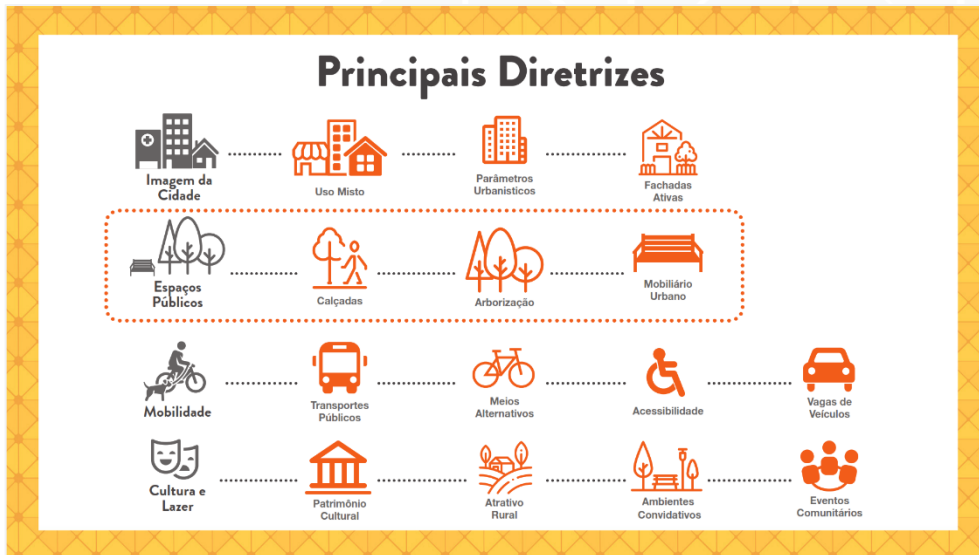 Principais Diretrizes
Imagem da
Cidade
Uso Misto
Parâmetros
Urbanisticos
Fachadas
Ativas
Espaços
Públicos
Calçadas
Arborização
Mobiliário
Urbano
Mobilidade
Transportes
Públicos
Meios
Alternativos
Acessibilidade
Vagas de
Veículos
Cultura e
Lazer
Patrimônio
Cultural
Atrativo
Rural
Ambientes
Convidativos
Eventos
Comunitários